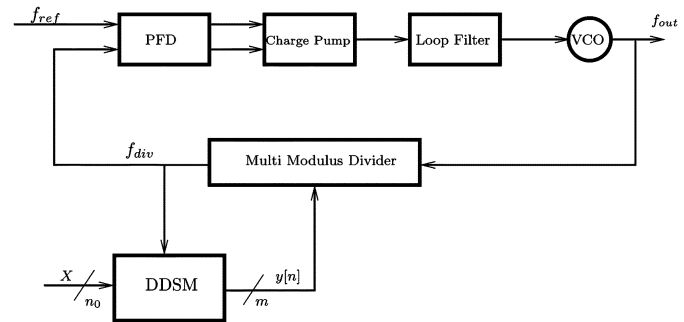 f_ref
PFD
Charge Pump
Loop Filter
VCO
f_out
f_div
Multi Modulus Divider
X
n_0
DDSM
m
y[n]